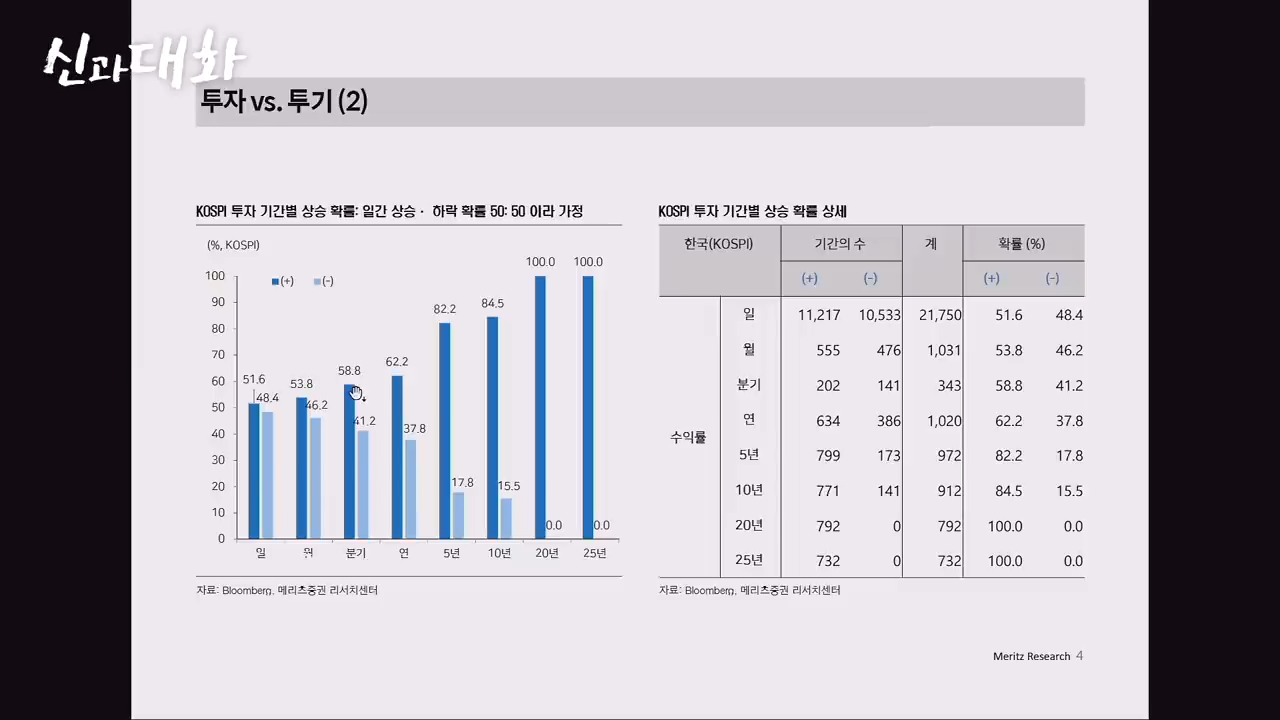 신과대화
투자 vs. 투기 (2)
KOSPI 투자 기간별 상승 확률: 일간 상승 · 하락 확률 50: 50 이라 가정
(%, KOSPI)
(+) (-)
100
90
80
70
60
50
40
30
20
10
0
51.6 48.4
53.8 46.2
58.8 41.2
62.2 37.8
82.2 17.8
84.5 15.5
100.0 0.0
100.0 0.0
일 월 분기 연 5년 10년 20년 25년
자료: Bloomberg, 메리츠증권 리서치센터
KOSPI 투자 기간별 상승 확률 상세
한국(KOSPI) 기간의 수 계 확률 (%)
(+) (-) (+) (-)
수익률
일 11,217 10,533 21,750 51.6 48.4
월 555 476 1,031 53.8 46.2
분기 202 141 343 58.8 41.2
연 634 386 1,020 62.2 37.8
5년 799 173 972 82.2 17.8
10년 771 141 912 84.5 15.5
20년 792 0 792 100.0 0.0
25년 732 0 732 100.0 0.0
자료: Bloomberg, 메리츠증권 리서치센터
Meritz Research 4